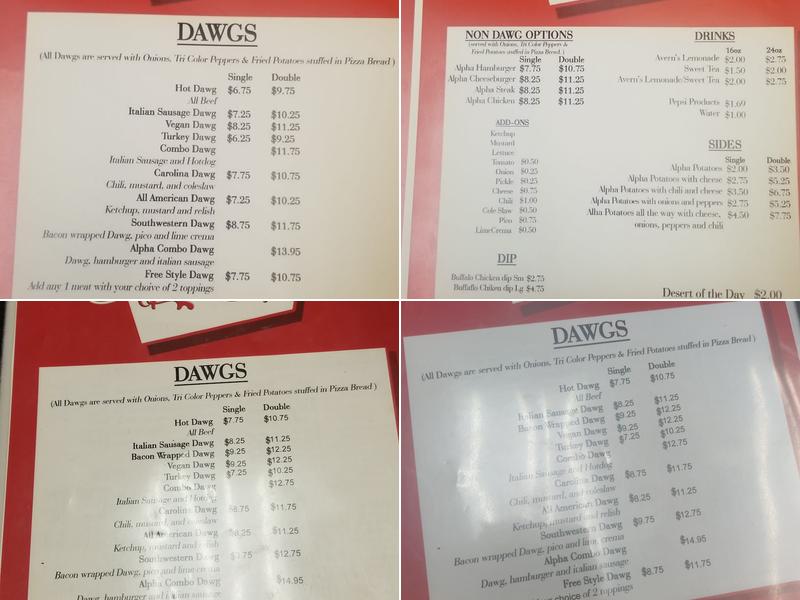 DAWGS
(All Dawgs are served with Onions, Tri Color Peppers & Fried Potatoes stuffed in Pizza Bread )
Single Double
Hot Dawg $6.75 $9.75
All Beef
Italian Sausage Dawg $7.25 $10.25
Vegan Dawg $8.25 $11.25
Turkey Dawg $6.25 $9.25
Combo Dawg $11.75
Italian Sausage and Hotdog
Carolina Dawg $7.75 $10.75
Chili, mustard, and coleslaw
All American Dawg $7.25 $10.25
Ketchup, mustard and relish
Southwestern Dawg $8.75 $11.75
Bacon wrapped Dawg, pico and lime crema
Alpha Combo Dawg $13.95
Dawg, hamburger and italian sausage
Free Style Dawg $7.75 $10.75
Add any 1 meat with your choive of 2 toppings
NON DAWG OPTIONS
(served with Onions, Tri Color Peppers &
Fried Potatoes stuffed in Pizza Bread )
Single Double
Alpha Hamburger $7.75 $10.75
Alpha Cheeseburger $8.25 $11.25
Alpha Steak $8.25 $11.25
Alpha Chicken $8.25 $11.25
ADD-ONS
Ketchup
Mustard
Lettuce
Tomato $0.50
Onion $0.25
Pickle $0.25
Cheese $0.75
Chili $1.00
Cole Slaw $0.50
Pico $0.75
LimeCrema $0.50
DIP
Buffalo Chicken dip Sm $2.75
Buffaflo Chiken dip Lg $4.75
DRINKS
16oz 24oz
Avern's Lemonade $2.00 $2.75
Sweet Tea $1.50 $2.00
Avern's Lemonade/Sweet Tea $2.00 $2.75
Pepsi Products $1.69
Water $1.00
SIDES
Single Double
Alpha Potatoes $2.00 $3.50
Alpha Potatoes with cheese $2.75 $5.25
Alpha Potatoes with chili and cheese $3.50 $6.75
Alpha Potatoes with onions and peppers $2.75 $5.25
Alha Potatoes all the way with cheese, $4.50 $7.75
onions, peppers and chili
Desert of the Day $2.00
DAWGS
(All Dawgs are served with Onions, Tri Color Peppers & Fried Potatoes stuffed in Pizza Bread )
Single Double
Hot Dawg $7.75 $10.75
All Beef
Italian Sausage Dawg $8.25 $11.25
Bacon Wrapped Dawg $9.25 $12.25
Vegan Dawg $9.25 $12.25
Turkey Dawg $7.25 $10.25
Combo Dawg $12.75
Italian Sausage and Hotdog
Carolina Dawg $8.75 $11.75
Chili, mustard, and coleslaw
All American Dawg $8.25 $11.25
Ketchup, mustard and relish
Southwestern Dawg $12.75
Bacon wrapped Dawg, pico and lime crema
Alpha Combo Dawg $14.95
Dawg, hamburger and italian sausage
DAWGS
(All Dawgs are served with Onions, Tri Color Peppers & Fried Potatoes stuffed in Pizza Bread )
Single Double
Hot Dawg $7.75 $10.75
All Beef
Italian Sausage Dawg $8.25 $11.25
Bacon Wrapped Dawg $9.25 $12.25
Vegan Dawg $9.25 $12.25
Turkey Dawg $7.25 $10.25
Combo Dawg $12.75
Italian Sausage and Hotdog
Carolina Dawg $8.75 $11.75
Chili, mustard, and coleslaw
All American Dawg $8.25 $11.25
Ketchup, mustard and relish
Southwestern Dawg $9.75 $12.75
Bacon wrapped Dawg, pico and lime crema
Alpha Combo Dawg $14.95
Dawg, hamburger and italian sausage
Free Style Dawg $8.75 $11.75
choice of 2 toppings